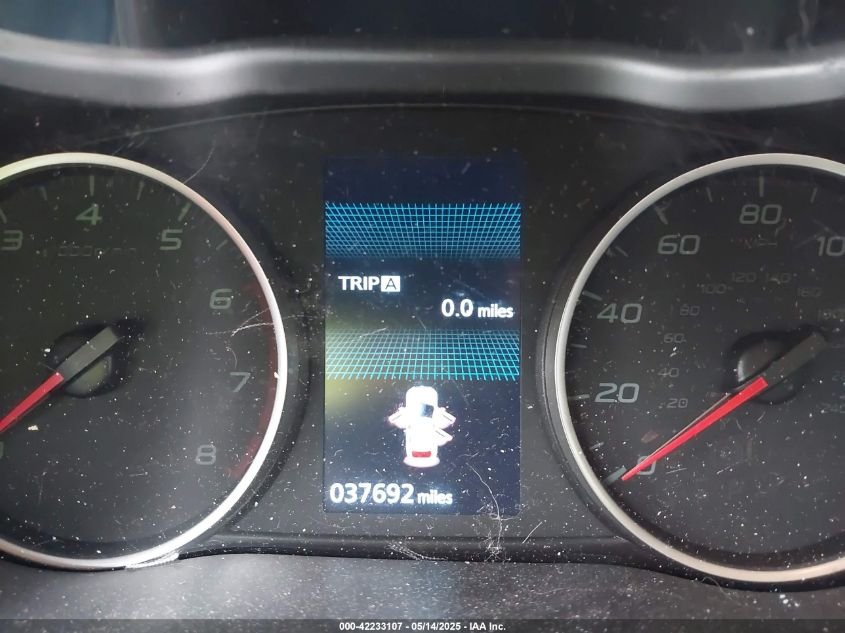 3 4 5 6 7 8
TRIP A
0.0 miles
037692 miles
0 20 40 60 80
MPH
20 40 60 80 100 120 140
000-42233107 - 05/14/2025 - IAA Inc.